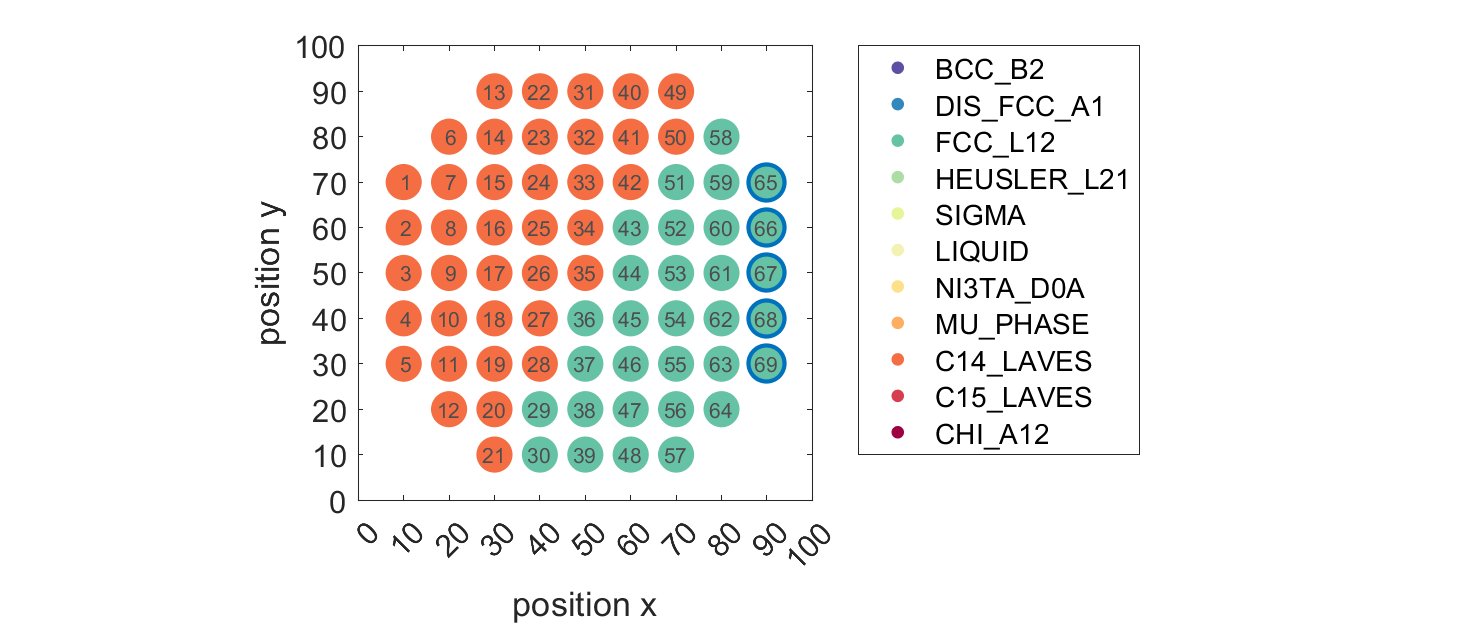 100
90
80
70
60
50
40
30
20
10
0
position y
13 22 31 40 49
6 14 23 32 41 50 58
1 7 15 24 33 42 51 59 65
2 8 16 25 34 43 52 60 66
3 9 17 26 35 44 53 61 67
4 10 18 27 36 45 54 62 68
5 11 19 28 37 46 55 63 69
12 20 29 38 47 56 64
21 30 39 48 57
0 10 20 30 40 50 60 70 80 90 100
position x
BCC_B2
DIS_FCC_A1
FCC_L12
HEUSLER_L21
SIGMA
LIQUID
NI3TA_D0A
MU_PHASE
C14_LAVES
C15_LAVES
CHI_A12